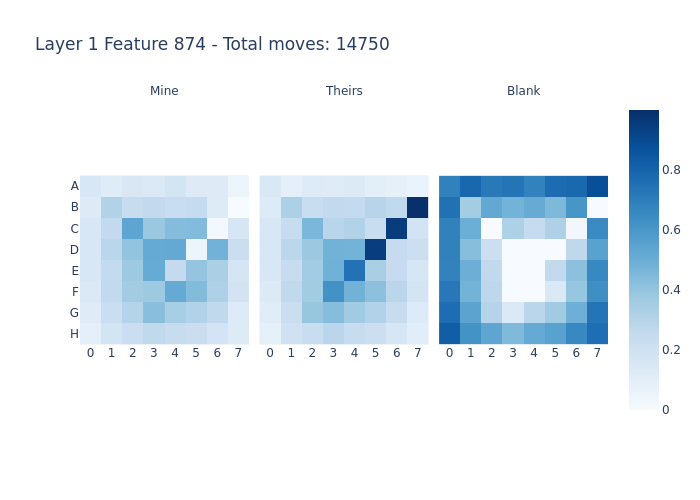 Layer 1 Feature 874 - Total moves: 14750
Mine Theirs Blank
A
B
C
D
E
F
G
H
0 1 2 3 4 5 6 7 0 1 2 3 4 5 6 7 0 1 2 3 4 5 6 7
0.8
0.6
0.4
0.2
0